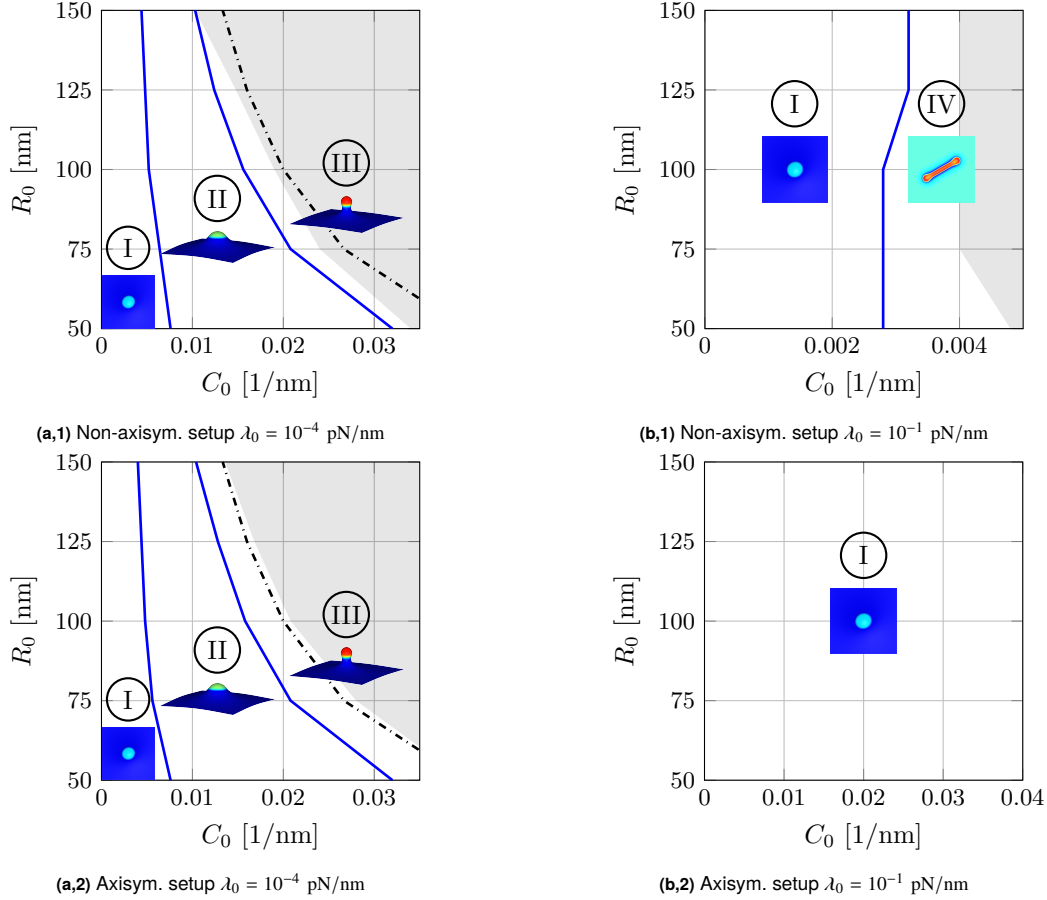 150
125
100
75
50
R₀ [nm]
I
II
III
0
0.01
0.02
0.03
C₀ [1/nm]
(a,1) Non-axisym. setup λ₀ = 10⁻⁴ pN/nm
150
125
100
75
50
R₀ [nm]
I
IV
0
0.002
0.004
C₀ [1/nm]
(b,1) Non-axisym. setup λ₀ = 10⁻¹ pN/nm
150
125
100
75
50
R₀ [nm]
I
II
III
0
0.01
0.02
0.03
C₀ [1/nm]
(a,2) Axisym. setup λ₀ = 10⁻⁴ pN/nm
150
125
100
75
50
R₀ [nm]
I
0
0.01
0.02
0.03
0.04
C₀ [1/nm]
(b,2) Axisym. setup λ₀ = 10⁻¹ pN/nm